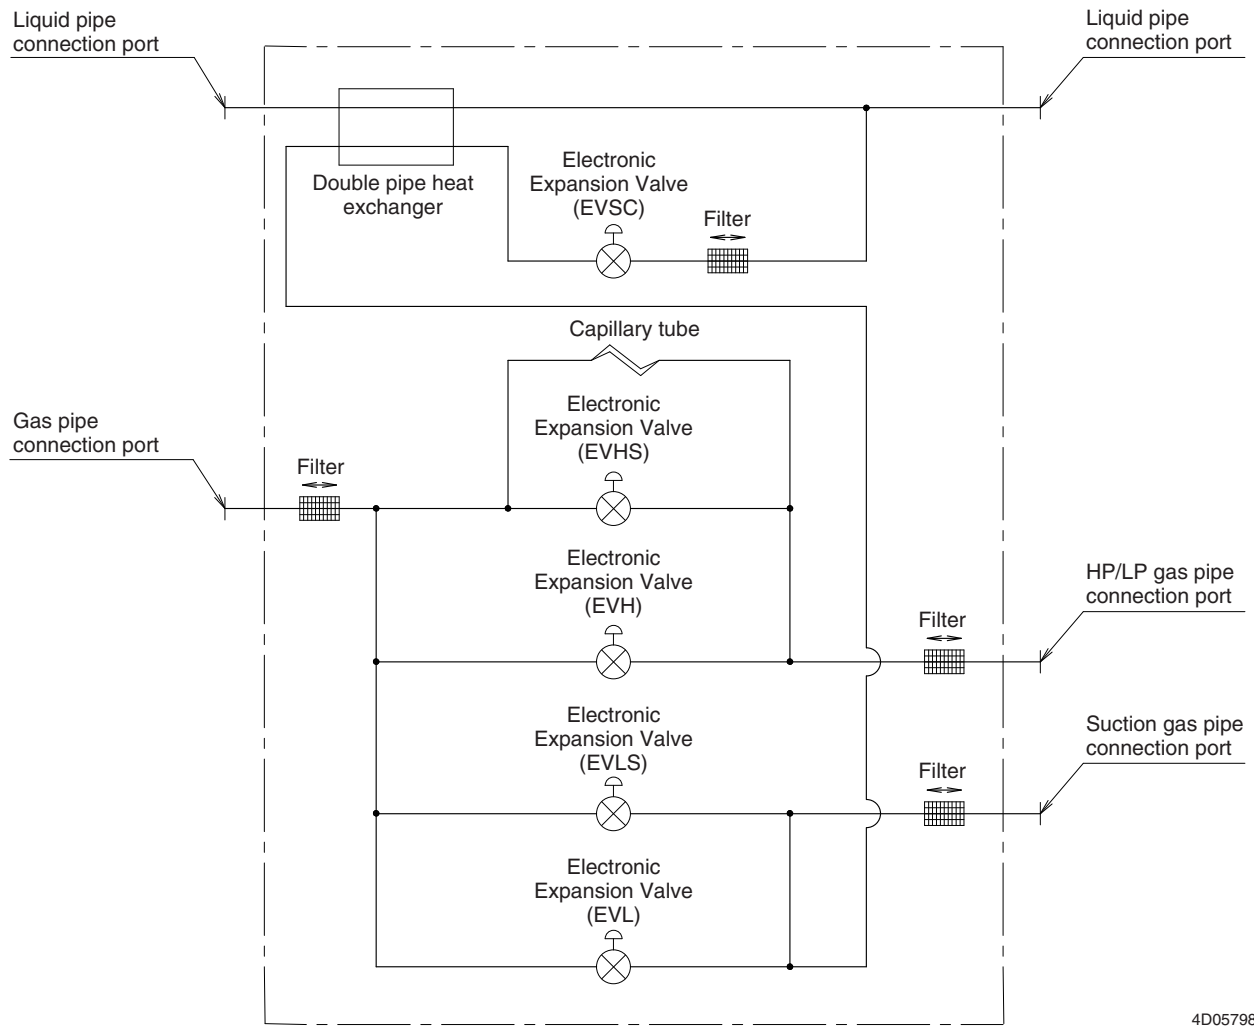 Liquid pipe
connection port
Liquid pipe
connection port
Double pipe heat
exchanger
Electronic
Expansion Valve
(EVSC)
Filter
Capillary tube
Gas pipe
connection port
Filter
Electronic
Expansion Valve
(EVHS)
Electronic
Expansion Valve
(EVH)
HP/LP gas pipe
connection port
Filter
Electronic
Expansion Valve
(EVLS)
Suction gas pipe
connection port
Filter
Electronic
Expansion Valve
(EVL)
4D05798